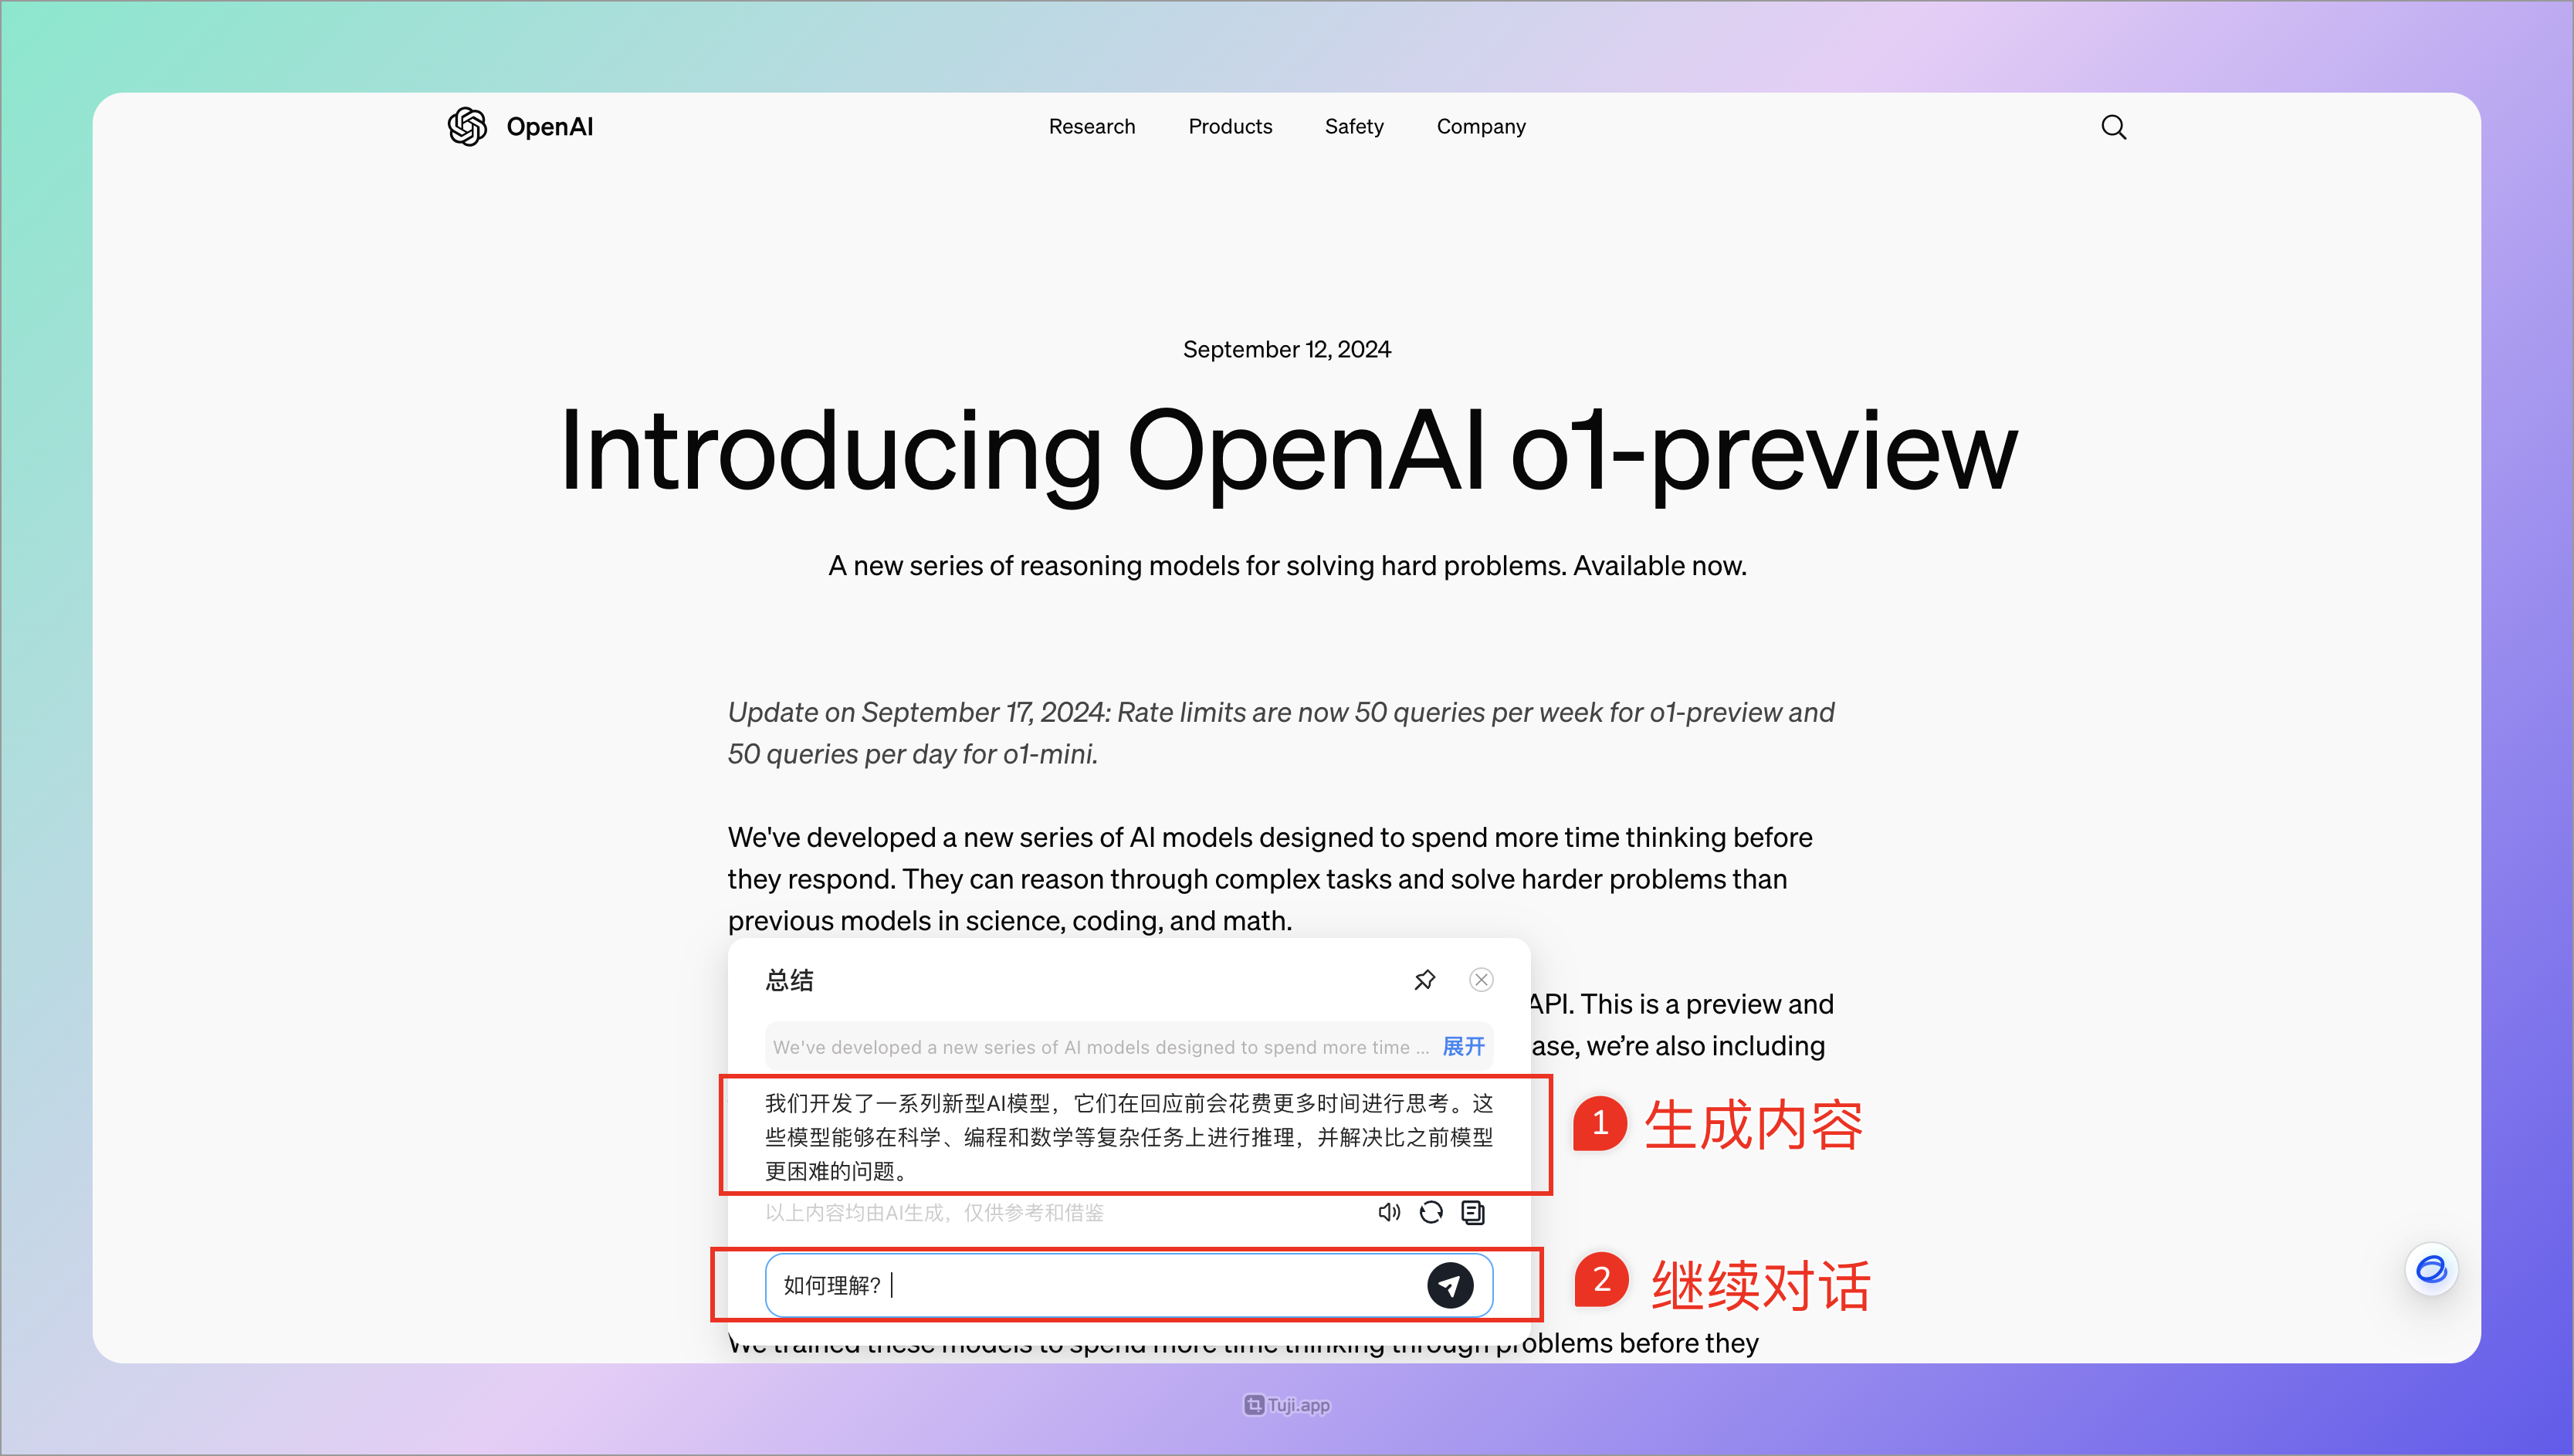 OpenAI
Research Products Safety Company
September 12, 2024
Introducing OpenAI o1-preview
A new series of reasoning models for solving hard problems. Available now.
Update on September 17, 2024: Rate limits are now 50 queries per week for o1-preview and
50 queries per day for o1-mini.
We've developed a new series of AI models designed to spend more time thinking before
they respond. They can reason through complex tasks and solve harder problems than
previous models in science, coding, and math.
总结
API. This is a preview and
We've developed a new series of AI models designed to spend more time ... 展开
ase, we’re also including
我们开发了一系列新型AI模型，它们在回应前会花费更多时间进行思考。这
些模型能够在科学、编程和数学等复杂任务上进行推理，并解决比之前模型
更困难的问题。
1 生成内容
以上内容均由AI生成，仅供参考和借鉴
如何理解？
2 继续对话
We trained these models to spend more time thinking through problems before they
Tuji.app